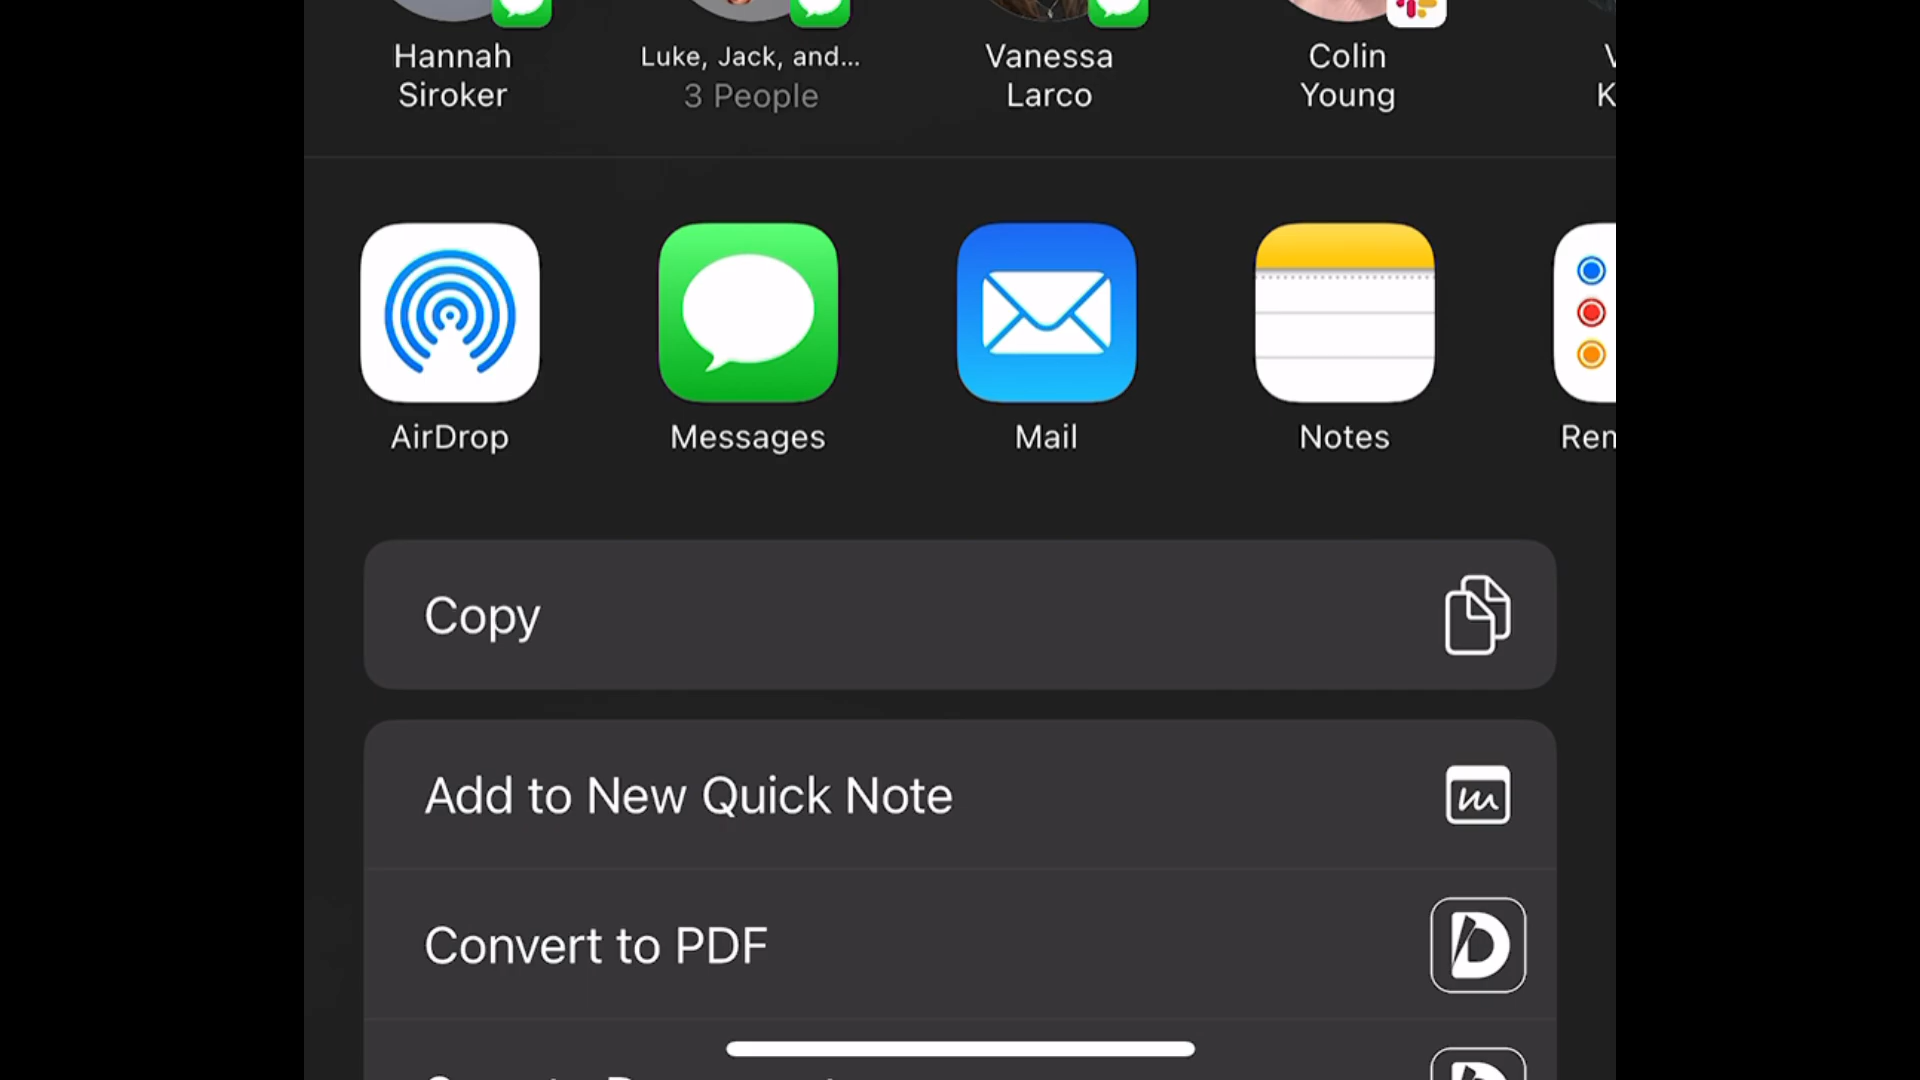 Hannah
Siroker
Luke, Jack, and...
3 People
Vanessa
Larco
Colin
Young
AirDrop
Messages
Mail
Notes
Copy
Add to New Quick Note
Convert to PDF